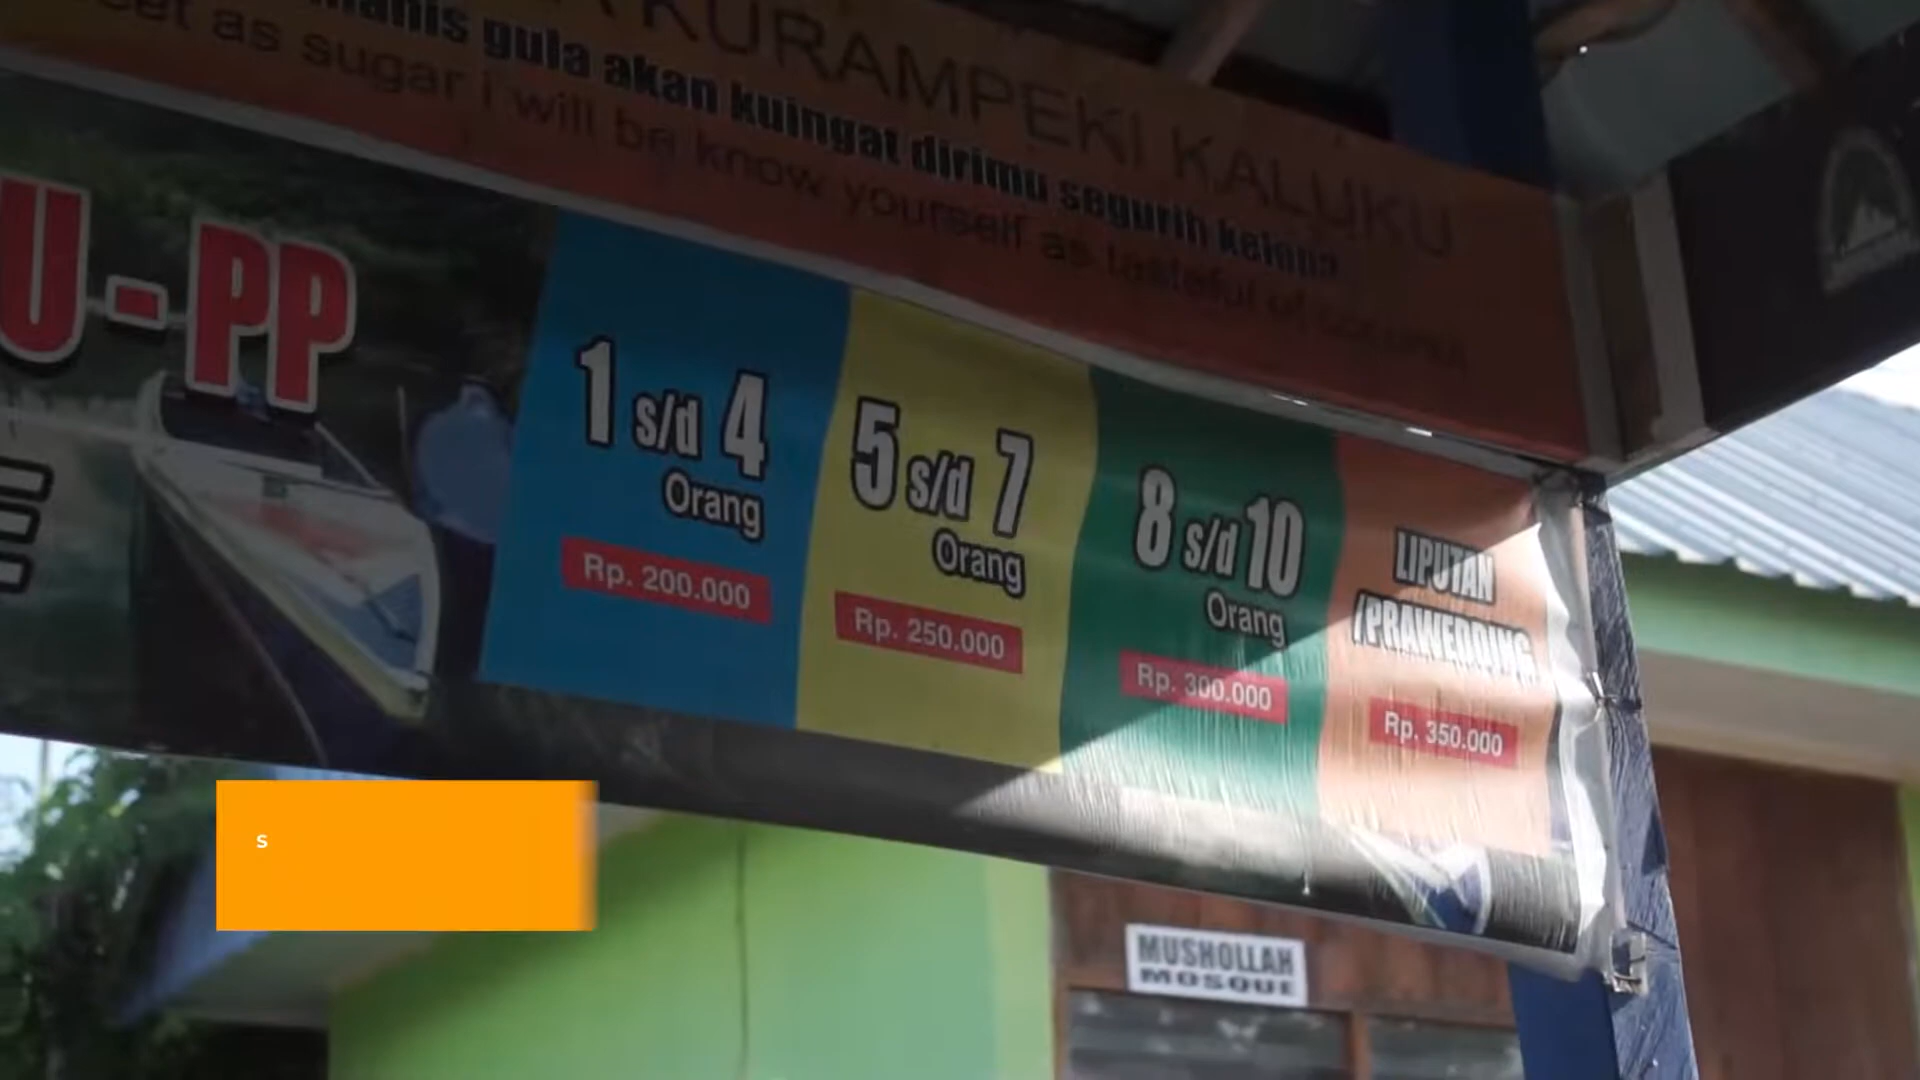 KURAMPEKI KALUKU
manis gula akan kuingat dirimu segurih kelapa
as sugar i will be know yourself as tasteful of coconut
U - PP
E
1 s/d 4
Orang
Rp. 200.000
5 s/d 7
Orang
Rp. 250.000
8 s/d 10
Orang
Rp. 300.000
LIPUTAN
/PRAWEDDING
Rp. 350.000
s
MUSHOLLAH
MOSQUE